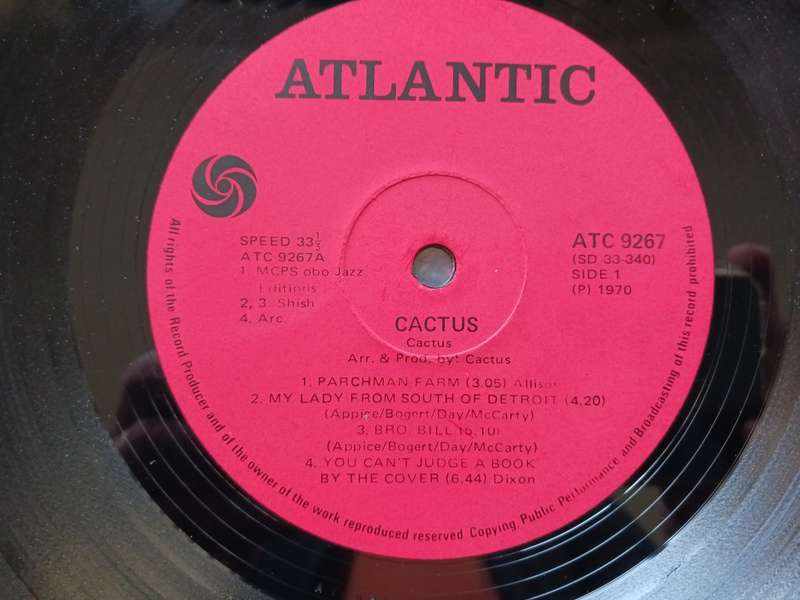 ATLANTIC
SPEED 33⅓
ATC 9267A
1. MCPS obo Jazz
Editions
2, 3. Shish
4. Arc.
ATC 9267
(SD 33-340)
SIDE.1
(P) 1970
CACTUS
Cactus
Arr. & Prod. by: Cactus
1. PARCHMAN FARM (3.05) Allison
2. MY LADY FROM SOUTH OF DETROIT (4.20)
(Appice/Bogert/Day/McCarty)
3. BRO. BILL (5.10)
(Appice/Bogert/Day/McCarty)
4. YOU CAN'T JUDGE A BOOK
BY THE COVER (6.44) Dixon
All rights of the Record Producer and of the owner of the work reproduced reserved Copying, Public Performance and Broadcasting of this record prohibited